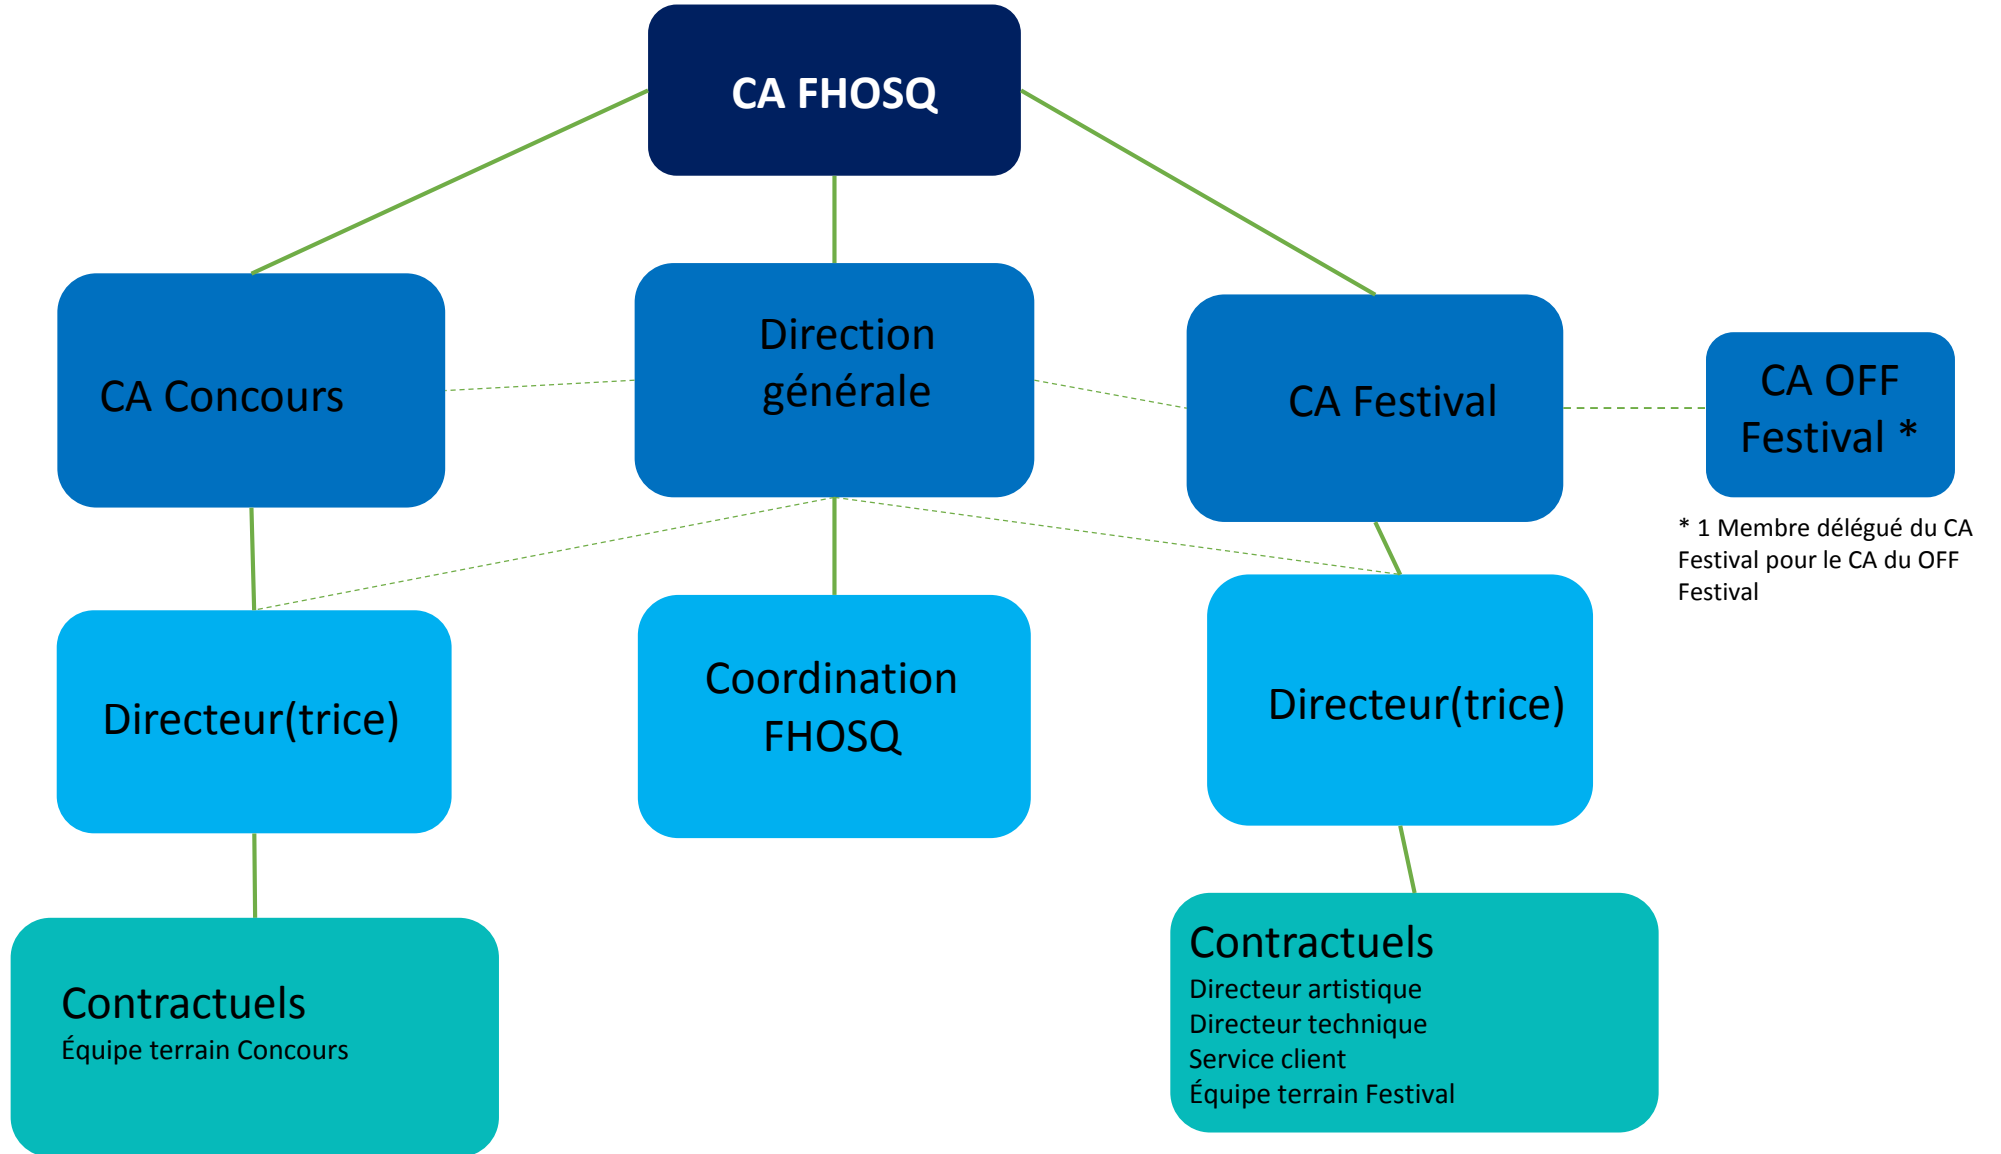 CA FHOSQ
CA Concours
Direction
générale
CA Festival
CA OFF
Festival *
* 1 Membre délégué du CA
Festival pour le CA du OFF
Festival
Directeur(trice)
Coordination
FHOSQ
Directeur(trice)
Contractuels
Équipe terrain Concours
Contractuels
Directeur artistique
Directeur technique
Service client
Équipe terrain Festival